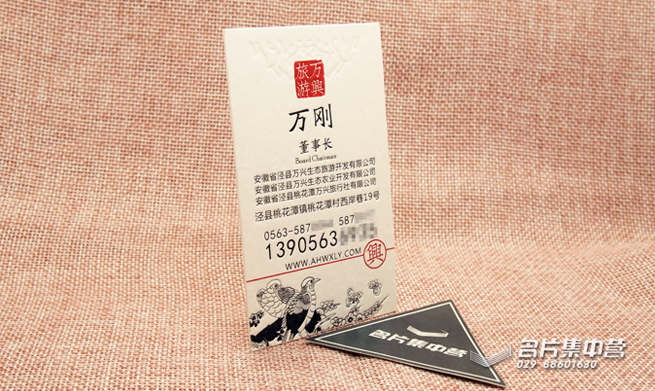 万興
旅游
万刚
董事长
Board Chairman
安徽省泾县万兴生态旅游开发有限公司
安徽省泾县万兴生态农业开发有限公司
安徽省泾县桃花潭万兴旅行社有限公司
泾县桃花潭镇桃花潭村西岸巷19号
0563-587 587
1390563
WWW.AHWXLY.COM
興
名片集中营
名片集中营
029-88601630